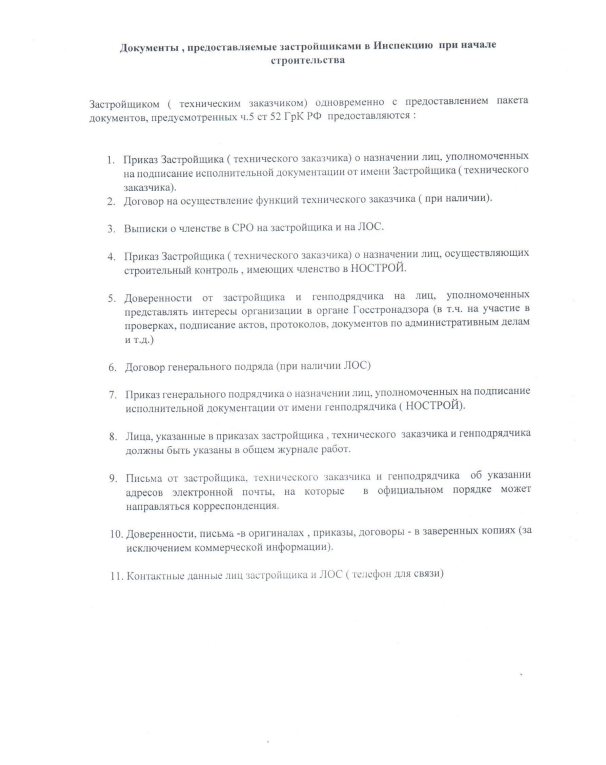 Документы , предоставляемые застройщиками в Инспекцию при начале
строительства
Застройщиком ( техническим заказчиком) одновременно с предоставлением пакета
документов, предусмотренных ч.5 ст 52 ГрК РФ предоставляются :
1. Приказ Застройщика ( технического заказчика) о назначении лиц, уполномоченных
на подписание исполнительной документации от имени Застройщика ( технического
заказчика).
2. Договор на осуществление функций технического заказчика ( при наличии).
3. Выписки о членстве в СРО на застройщика и на ЛОС.
4. Приказ Застройщика ( технического заказчика) о назначении лиц, осуществляющих
строительный контроль , имеющих членство в НОСТРОЙ.
5. Доверенности от застройщика и генподрядчика на лиц, уполномоченных
представлять интересы организации в органе Госстронадзора (в т.ч. на участие в
проверках, подписание актов, протоколов, документов по административным делам
и т.д.)
6. Договор генерального подряда (при наличии ЛОС)
7. Приказ генерального подрядчика о назначении лиц, уполномоченных на подписание
исполнительной документации от имени генподрядчика ( НОСТРОЙ).
8. Лица, указанные в приказах застройщика , технического заказчика и генподрядчика
должны быть указаны в общем журнале работ.
9. Письма от застройщика, технического заказчика и генподрядчика об указании
адресов электронной почты, на которые в официальном порядке может
направляться корреспонденция.
10. Доверенности, письма -в оригиналах , приказы, договоры - в заверенных копиях (за
исключением коммерческой информации).
11. Контактные данные лиц застройщика и ЛОС ( телефон для связи)